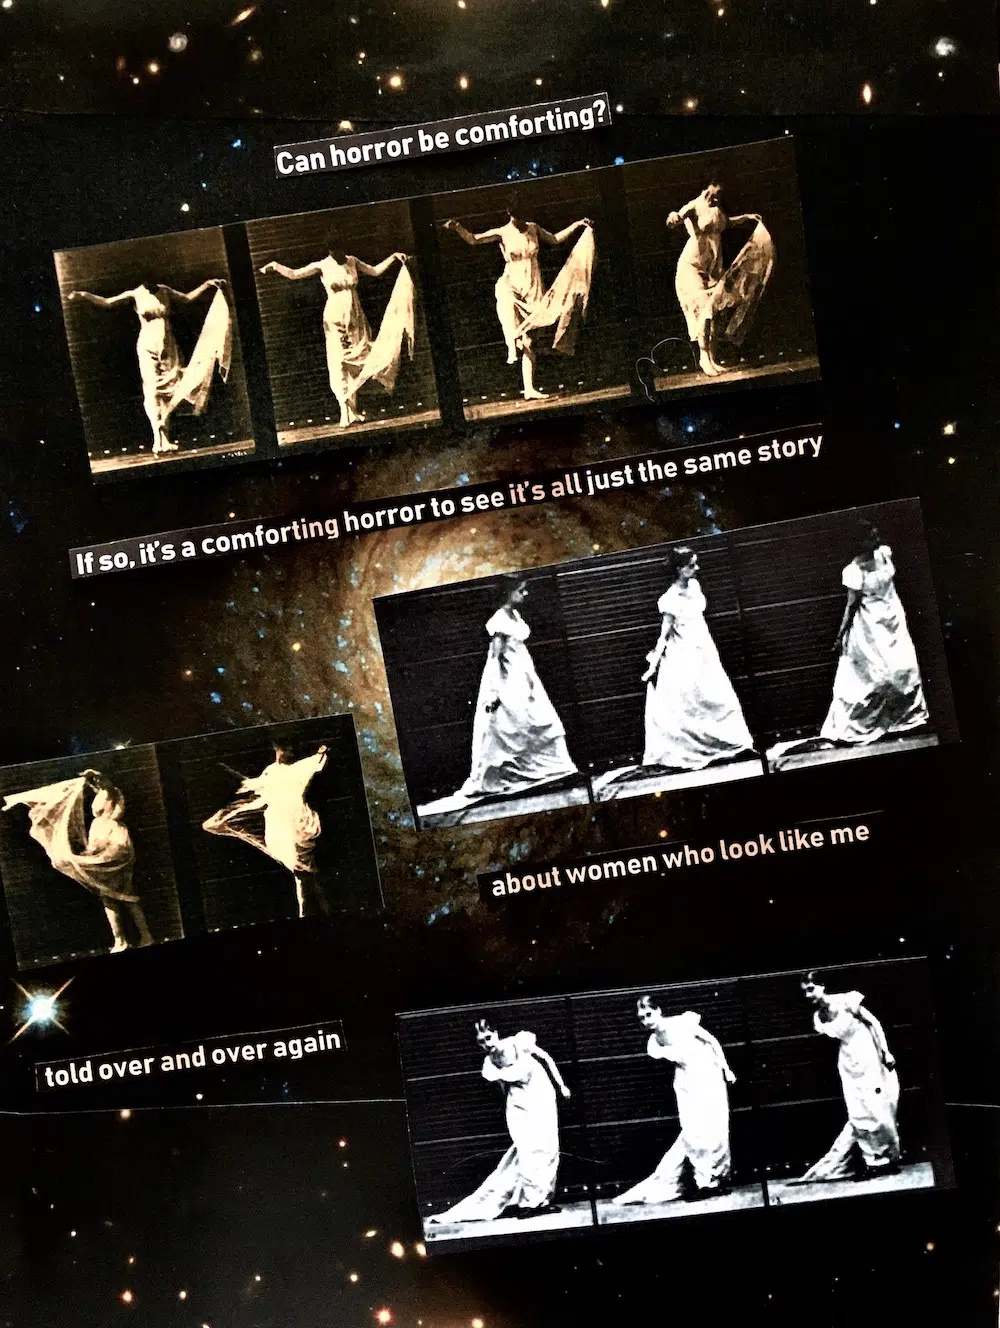 Can horror be comforting?
If so, it's a comforting horror to see it's all just the same story
about women who look like me
told over and over again